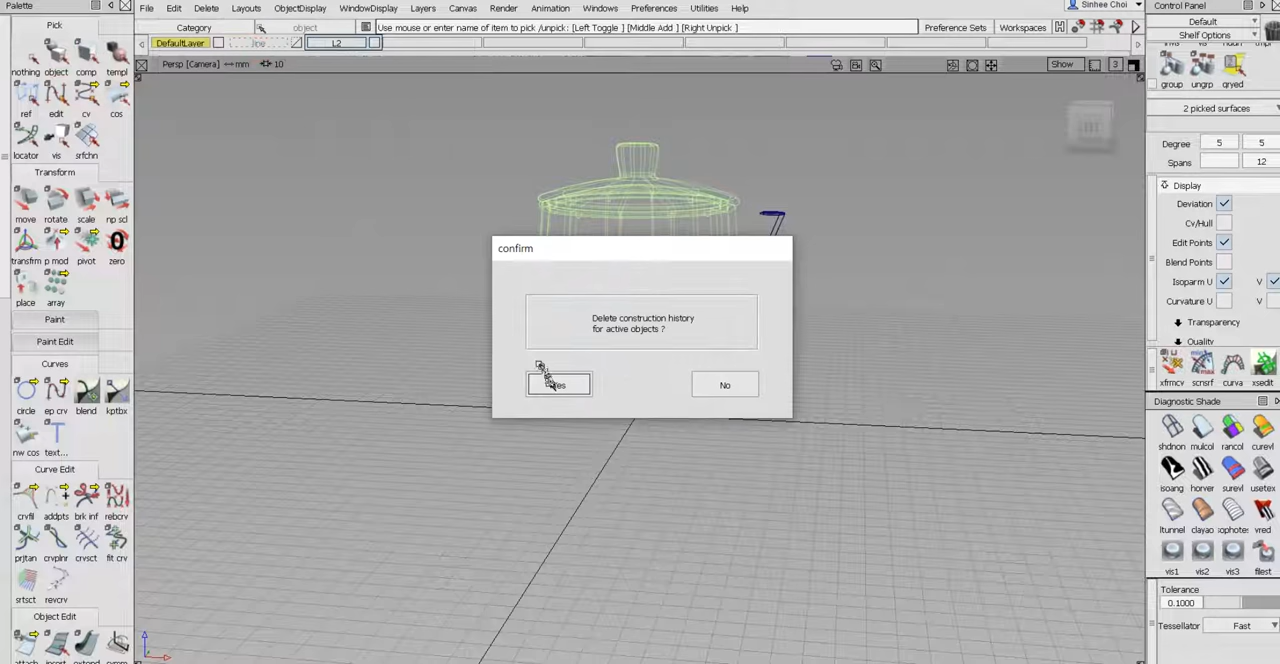 Palette
File Edit Delete Layouts ObjectDisplay WindowDisplay Layers Canvas Render Animation Windows Preferences Utilities Help
Sinhee Choi
Control Panel
Category
object
Use mouse or enter name of item to pick /unpick: [Left Toggle ] [Middle Add ] [Right Unpick ]
Preference Sets
Workspaces
Default
Shelf Options
DefaultLayer
line
L2
Persp [Camera] mm 10
Show
3
Pick
nothing object comp templ
ref edit cv cos
locator vis srfchn
Transform
move rotate scale np scl
transfrm p mod pivot zero
place array
Paint
Paint Edit
Curves
circle ep crv blend kptbx
nw cos text...
Curve Edit
crvfil addpts brk inf rebcrv
prjtan crvplnr crvsct fit crv
srtsct revcrv
Object Edit
confirm
Delete construction history
for active objects ?
No
group ungrp qryed
2 picked surfaces
Degree 5 5
Spans 12
Display
Deviation
Cv/Hull
Edit Points
Blend Points
Isoparm U V
Curvature U
Transparency
Quality
xfrmcv scnsrf curva xsedit
Diagnostic Shade
shdnon mulcol rancol curevl
isoang horver surevl usetex
ltunnel clayao vred
vis1 vis2 vis3 filest
Tolerance
0.1000
Tessellator Fast